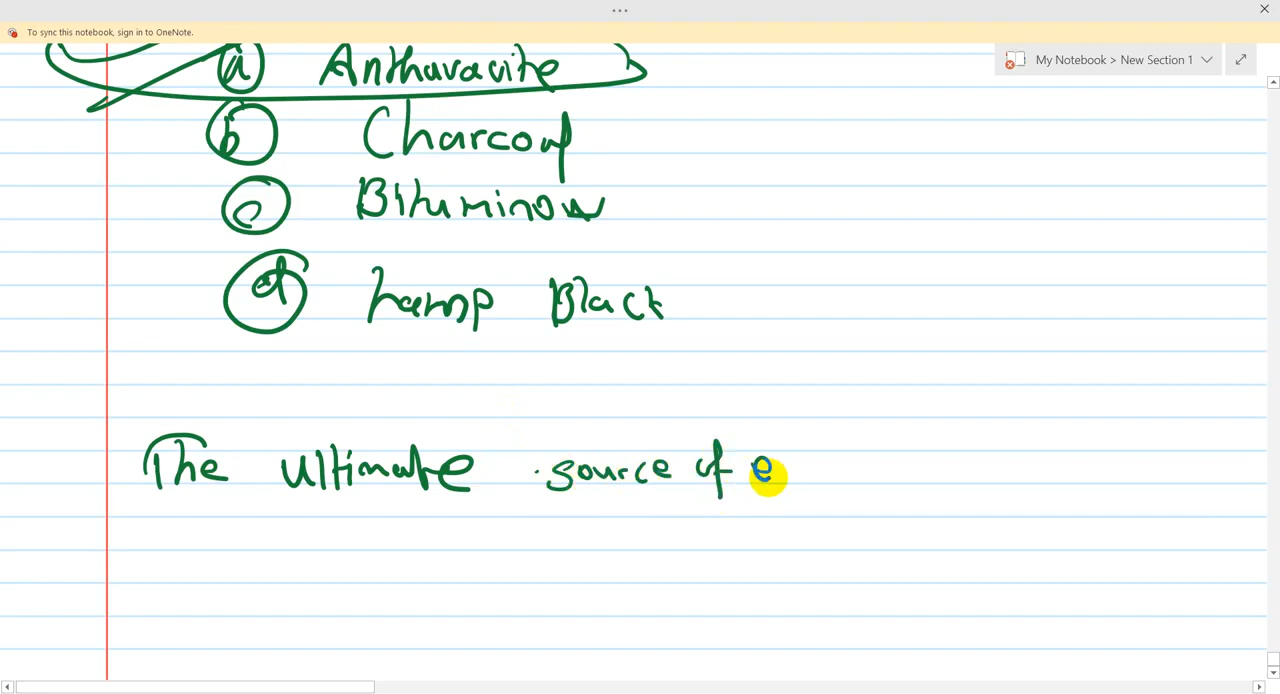 To sync this notebook, sign in to OneNote.
My Notebook > New Section 1
a Antharacite
b Charcoal
c Bituminous
d Lamp Black
The ultimate source of e